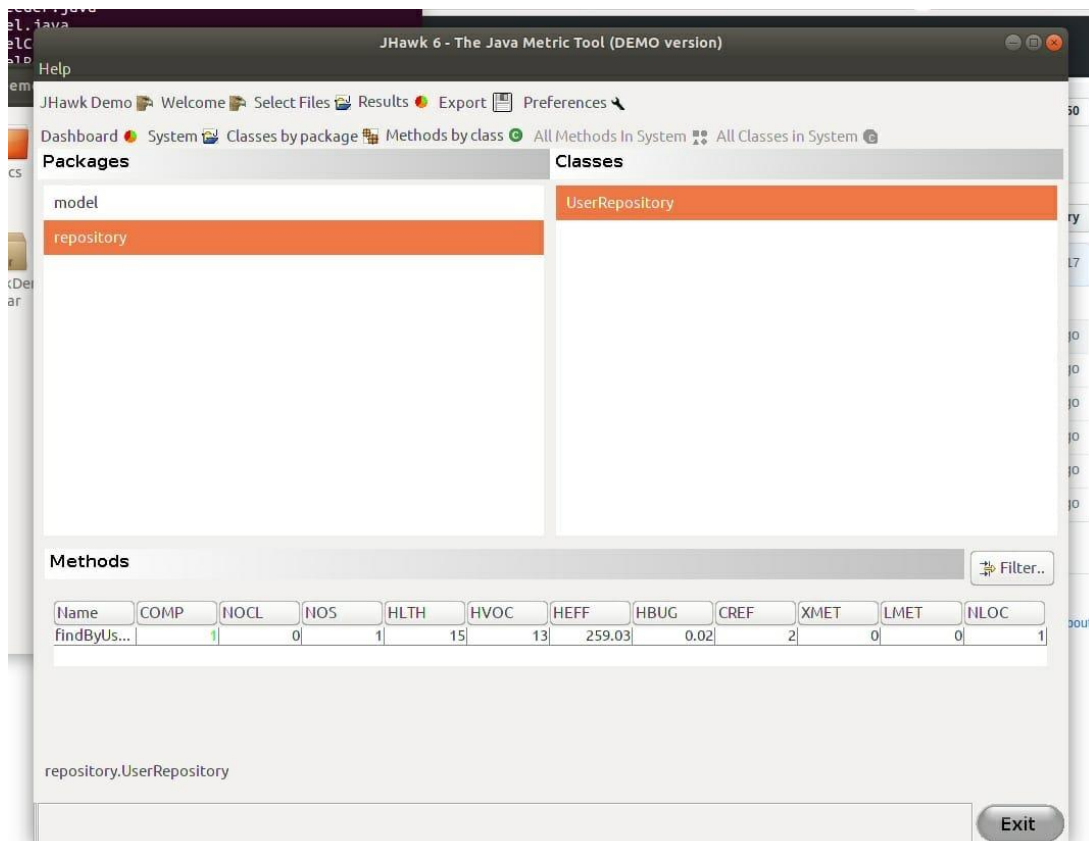 el.java
JHawk 6 - The Java Metric Tool (DEMO version)
Help
JHawk Demo Welcome Select Files Results Export Preferences
Dashboard System Classes by package Methods by class All Methods In System All Classes in System
Packages Classes
model UserRepository
repository
Methods Filter..
Name COMP NOCL NOS HLTH HVOC HEFF HBUG CREF XMET LMET NLOC
findByUs... 1 0 1 15 13 259.03 0.02 2 0 0 1
repository.UserRepository
Exit